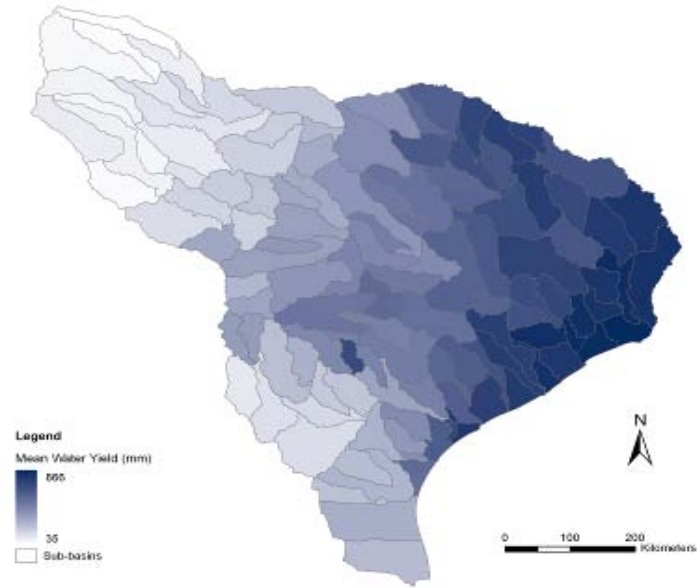 Legend
Mean Water Yield (mm)
866
35
Sub-basins
N
0 100 200
Kilometers